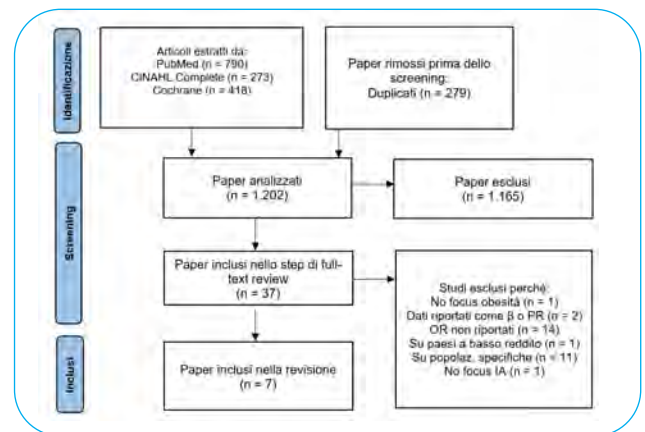 Identificazione
Articoli estratti da:
PubMed (n = 790)
CINAHL Complete (n = 273)
Cochrane (n = 418)
Paper rimossi prima dello
screening:
Duplicati (n = 279)
Screening
Paper analizzati
(n = 1.202)
Paper esclusi
(n = 1.165)
Paper inclusi nello step di full-
text review
(n = 37)
Studi esclusi perché:
No focus obesità (n = 1)
Dati riportati come β o PR (n = 2)
OR non riportati (n = 14)
Su paesi a basso reddito (n = 1)
Su popolaz. specifiche (n = 11)
No focus IA (n = 1)
Inclusi
Paper inclusi nella revisione
(n = 7)